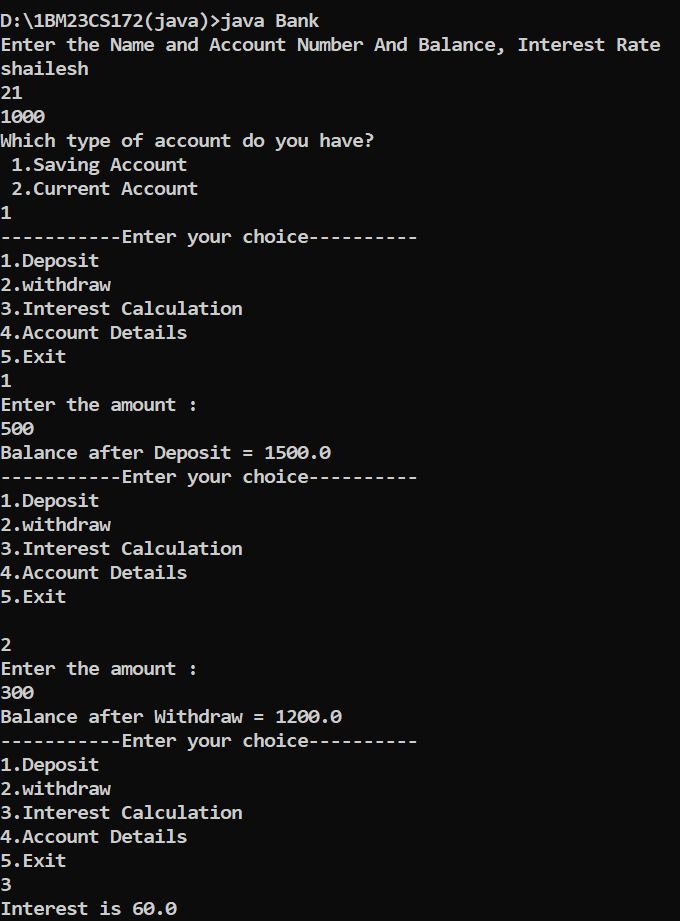 D:\1BM23CS172(java)>java Bank
Enter the Name and Account Number And Balance, Interest Rate
shailesh
21
1000
Which type of account do you have?
 1.Saving Account
 2.Current Account
1
-----------Enter your choice----------
1.Deposit
2.withdraw
3.Interest Calculation
4.Account Details
5.Exit
1
Enter the amount :
500
Balance after Deposit = 1500.0
-----------Enter your choice----------
1.Deposit
2.withdraw
3.Interest Calculation
4.Account Details
5.Exit

2
Enter the amount :
300
Balance after Withdraw = 1200.0
-----------Enter your choice----------
1.Deposit
2.withdraw
3.Interest Calculation
4.Account Details
5.Exit
3
Interest is 60.0